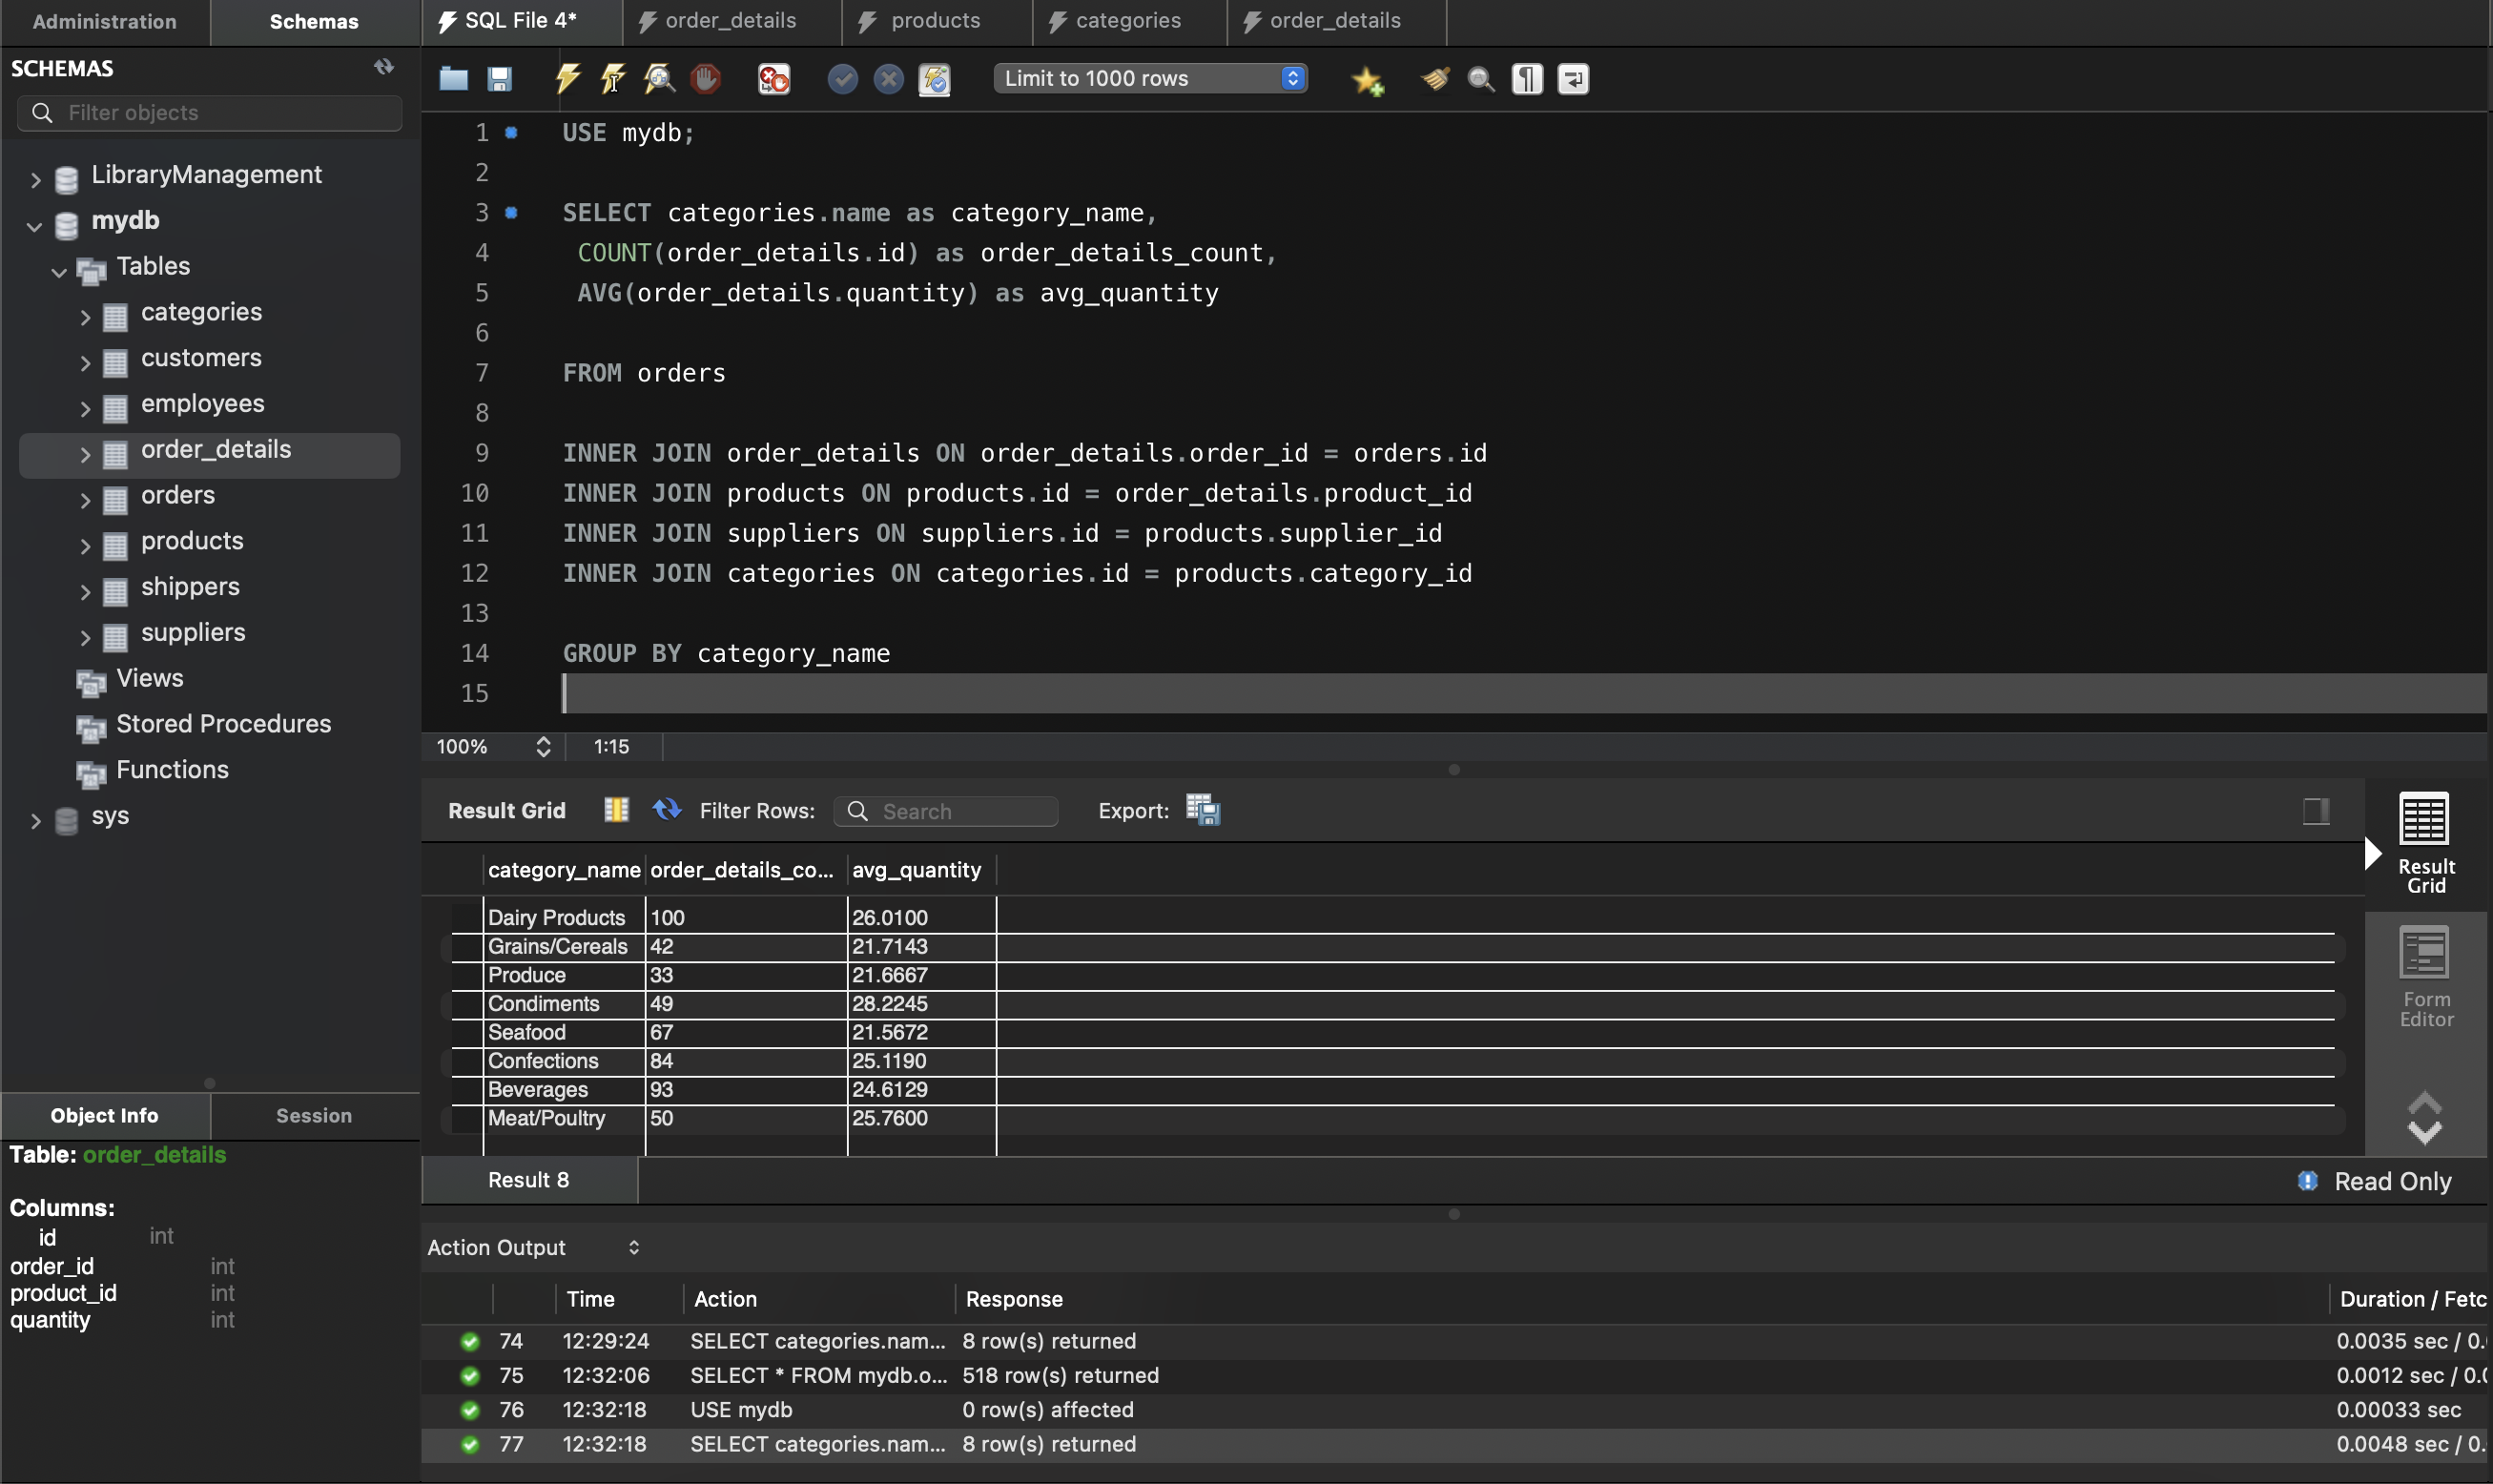 Administration
Schemas
SQL File 4*
order_details
products
categories
order_details
SCHEMAS
Filter objects
Limit to 1000 rows
LibraryManagement
mydb
Tables
categories
customers
employees
order_details
orders
products
shippers
suppliers
Views
Stored Procedures
Functions
sys
1 USE mydb;
2
3 SELECT categories.name as category_name,
4 COUNT(order_details.id) as order_details_count,
5 AVG(order_details.quantity) as avg_quantity
6
7 FROM orders
8
9 INNER JOIN order_details ON order_details.order_id = orders.id
10 INNER JOIN products ON products.id = order_details.product_id
11 INNER JOIN suppliers ON suppliers.id = products.supplier_id
12 INNER JOIN categories ON categories.id = products.category_id
13
14 GROUP BY category_name
15
100% 1:15
Result Grid Filter Rows: Search Export:
category_name order_details_co... avg_quantity
Dairy Products 100 26.0100
Grains/Cereals 42 21.7143
Produce 33 21.6667
Condiments 49 28.2245
Seafood 67 21.5672
Confections 84 25.1190
Beverages 93 24.6129
Meat/Poultry 50 25.7600
Result
Grid
Form
Editor
Result 8
Read Only
Object Info
Session
Table: order_details
Columns:
id int
order_id int
product_id int
quantity int
Action Output
Time Action Response Duration / Fetc
74 12:29:24 SELECT categories.nam... 8 row(s) returned 0.0035 sec / 0.
75 12:32:06 SELECT * FROM mydb.o... 518 row(s) returned 0.0012 sec / 0.0
76 12:32:18 USE mydb 0 row(s) affected 0.00033 sec
77 12:32:18 SELECT categories.nam... 8 row(s) returned 0.0048 sec / 0.